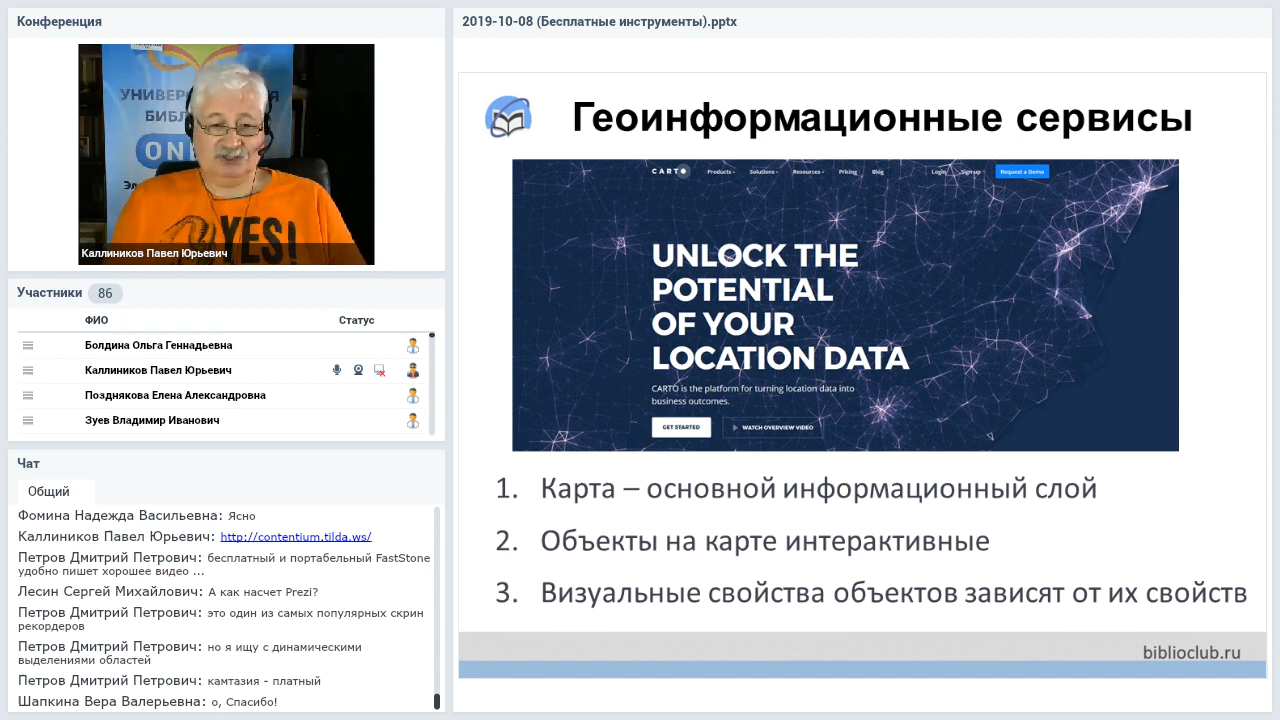 Конференция
УНИВЕР
БИБЛ
ON
YES!
Каллиников Павел Юрьевич
Участники 86
ФИО Статус
Болдина Ольга Геннадьевна
Каллиников Павел Юрьевич
Позднякова Елена Александровна
Зуев Владимир Иванович
Чат
Общий
Фомина Надежда Васильевна: Ясно
Каллиников Павел Юрьевич: http://contentium.tilda.ws/
Петров Дмитрий Петрович: бесплатный и портабельный FastStone
удобно пишет хорошее видео ...
Лесин Сергей Михайлович: А как насчет Prezi?
Петров Дмитрий Петрович: это один из самых популярных скрин
рекордеров
Петров Дмитрий Петрович: но я ищу с динамическими
выделениями областей
Петров Дмитрий Петрович: камтазия - платный
Шапкина Вера Валерьевна: о, Спасибо!
2019-10-08 (Бесплатные инструменты).pptx
Геоинформационные сервисы
CARTO Products Solutions Resources Pricing Blog Login Signup Request a Demo
UNLOCK THE
POTENTIAL
OF YOUR
LOCATION DATA
CARTO is the platform for turning location data into
business outcomes.
GET STARTED WATCH OVERVIEW VIDEO
1. Карта – основной информационный слой
2. Объекты на карте интерактивные
3. Визуальные свойства объектов зависят от их свойств
biblioclub.ru